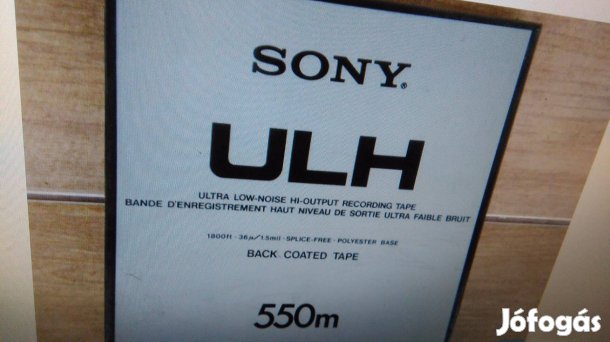 SONY®
ULH
ULTRA LOW-NOISE HI-OUTPUT RECORDING TAPE
BANDE D'ENREGISTREMENT HAUT NIVEAU DE SORTIE ULTRA FAIBLE BRUIT
1800ft · 36μ/1.5mil · SPLICE-FREE · POLYESTER BASE
BACK COATED TAPE
550m
Jófogás